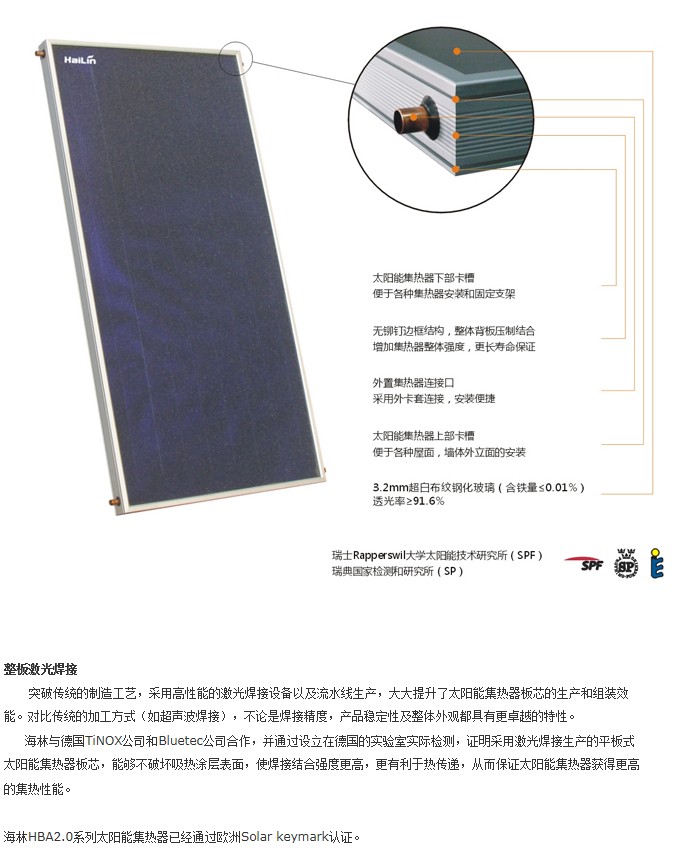 HaiLin
太阳能集热器下部卡槽
便于各种集热器安装和固定支架
无铆钉边框结构，整体背板压制结合
增加集热器整体强度，更长寿命保证
外置集热器连接口
采用外卡套连接，安装便捷
太阳能集热器上部卡槽
便于各种屋面，墙体外立面的安装
3.2mm超白布纹钢化玻璃（含铁量≤0.01%）
透光率≥91.6%
瑞士Rapperswil大学太阳能技术研究所（SPF）
瑞典国家检测和研究所（SP）
SPF
SP
整板激光焊接
突破传统的制造工艺，采用高性能的激光焊接设备以及流水线生产，大大提升了太阳能集热器板芯的生产和组装效
能。对比传统的加工方式（如超声波焊接），不论是焊接精度，产品稳定性及整体外观都具有更卓越的特性。
海林与德国TiNOX公司和Bluetec公司合作，并通过设立在德国的实验室实际检测，证明采用激光焊接生产的平板式
太阳能集热器板芯，能够不破坏吸热涂层表面，使焊接结合强度更高，更有利于热传递，从而保证太阳能集热器获得更高
的集热性能。
海林HBA2.0系列太阳能集热器已经通过欧洲Solar keymark认证。